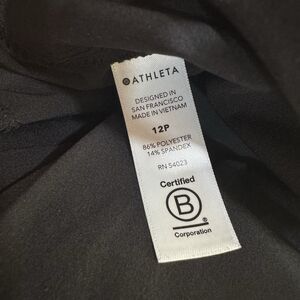 ATHLETA
DESIGNED IN
SAN FRANCISCO
MADE IN VIETNAM
12P
86% POLYESTER
14% SPANDEX
RN 54023
Certified
B
®
Corporation